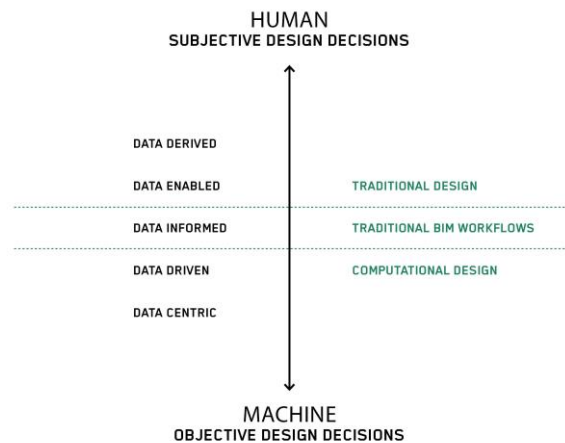 HUMAN
SUBJECTIVE DESIGN DECISIONS
DATA DERIVED
DATA ENABLED
TRADITIONAL DESIGN
DATA INFORMED
TRADITIONAL BIM WORKFLOWS
DATA DRIVEN
COMPUTATIONAL DESIGN
DATA CENTRIC
MACHINE
OBJECTIVE DESIGN DECISIONS